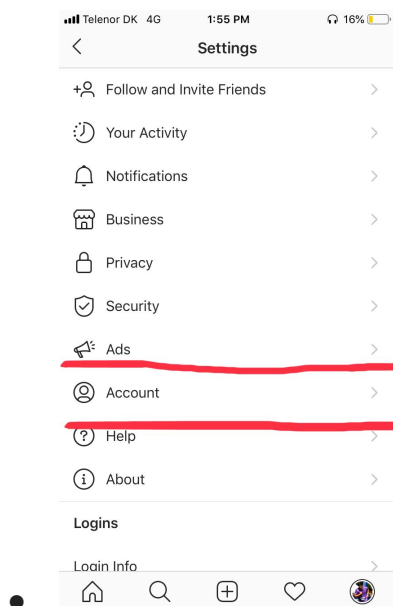 Telenor DK 4G 1:55 PM 16%
Settings
Follow and Invite Friends
Your Activity
Notifications
Business
Privacy
Security
Ads
Account
Help
About
Logins
Login Info